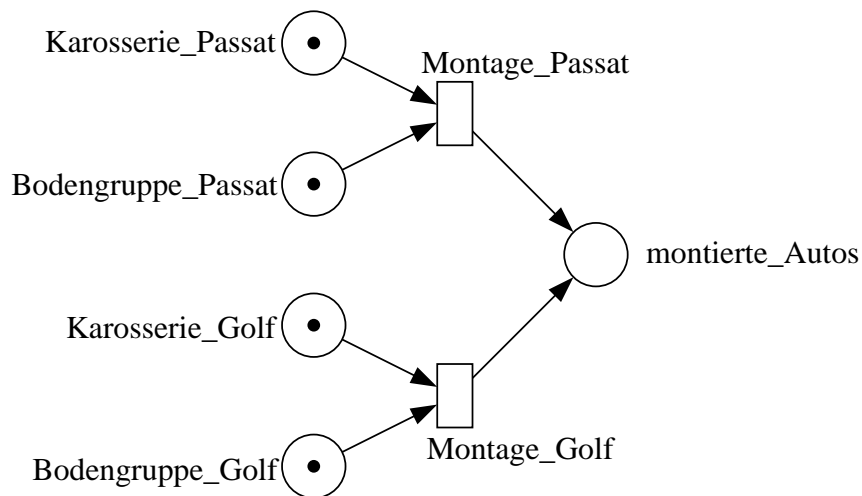 Karosserie_Passat
Montage_Passat
Bodengruppe_Passat
montierte_Autos
Karosserie_Golf
Montage_Golf
Bodengruppe_Golf